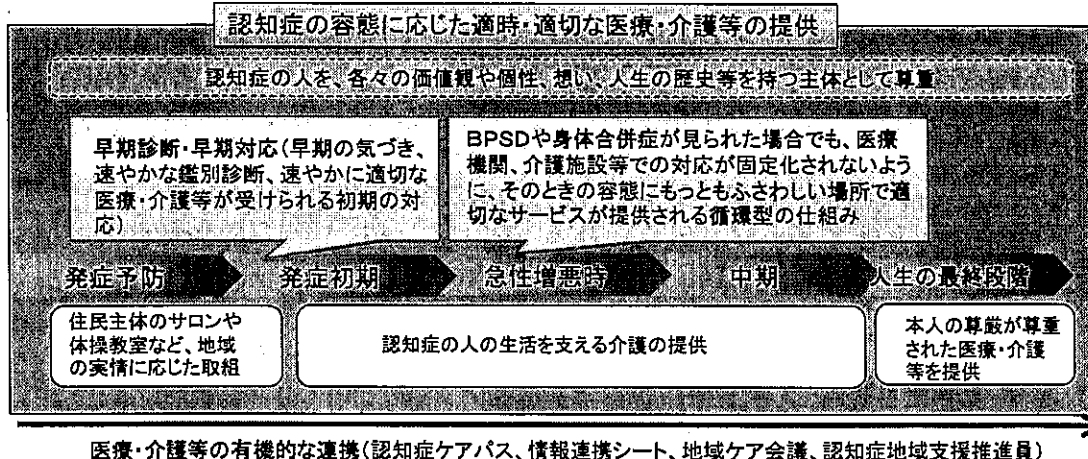 認知症の容態に応じた適時・適切な医療・介護等の提供
認知症の人を、各々の価値観や個性、想い、人生の歴史等を持つ主体として尊重
早期診断・早期対応(早期の気づき、
速やかな鑑別診断、速やかに適切な
医療・介護等が受けられる初期の対
応)
BPSDや身体合併症が見られた場合でも、医療
機関、介護施設等での対応が固定化されないよう
に、そのときの容態にもっともふさわしい場所で適
切なサービスが提供される循環型の仕組み
発症予防
発症初期
急性増悪時
中期
人生の最終段階
住民主体のサロンや
体操教室など、地域
の実情に応じた取組
認知症の人の生活を支える介護の提供
本人の尊厳が尊重
された医療・介護
等を提供
医療・介護等の有機的な連携(認知症ケアパス、情報連携シート、地域ケア会議、認知症地域支援推進員)